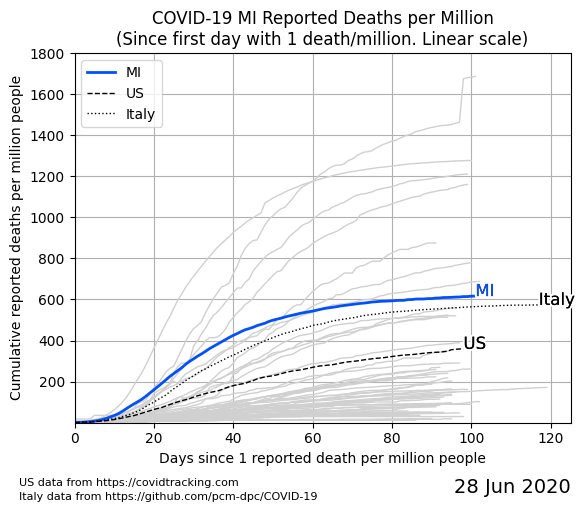 COVID-19 MI Reported Deaths per Million
(Since first day with 1 death/million. Linear scale)
Cumulative reported deaths per million people
1800
1600
1400
1200
1000
800
600
400
200
MI
US
Italy
MI
Italy
US
0 20 40 60 80 100 120
Days since 1 reported death per million people
US data from https://covidtracking.com
Italy data from https://github.com/pcm-dpc/COVID-19
28 Jun 2020